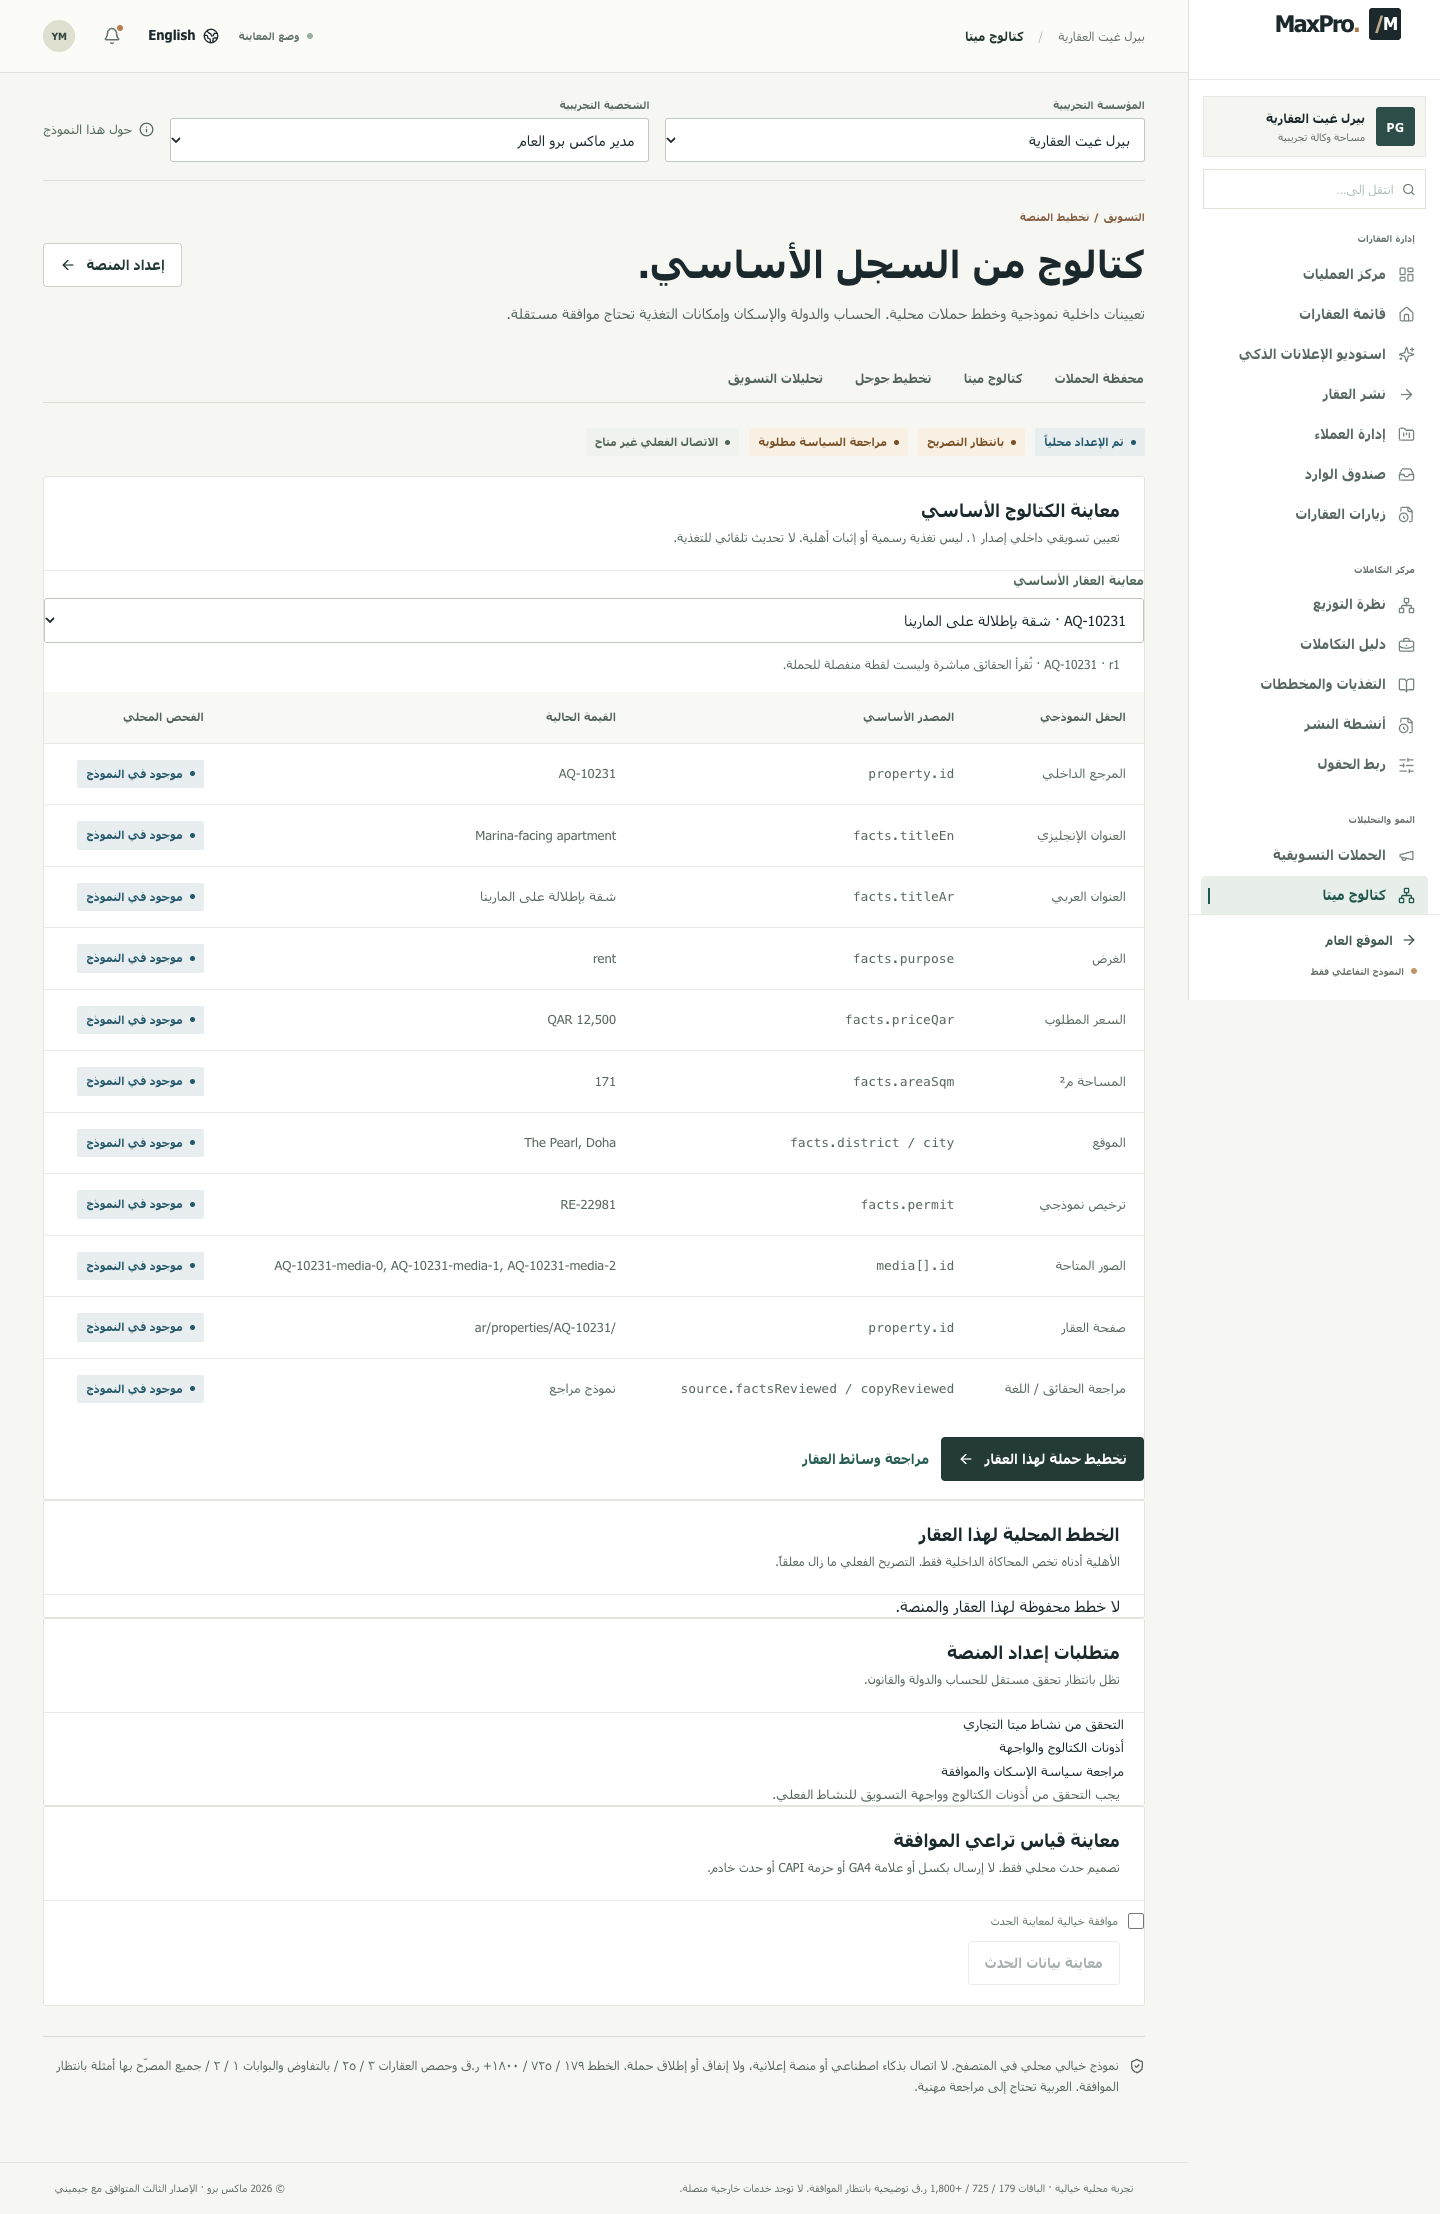 MaxPro.
/M
بيرل غيت العقارية / كتالوج ميتا
وضع المعاينة
English
YM
PG
بيرل غيت العقارية
مساحة وكالة تجريبية
انتقل إلى...
إدارة العقارات
مركز العمليات
قائمة العقارات
استوديو الإعلانات الذكي
نشر العقار
إدارة العملاء
صندوق الوارد
زيارات العقارات
مركز التكاملات
نظرة التوزيع
دليل التكاملات
التغذيات والمخططات
أنشطة النشر
ربط الحقول
النمو والتحليلات
الحملات التسويقية
كتالوج ميتا
الموقع العام
النموذج التفاعلي فقط
المؤسسة التجريبية
بيرل غيت العقارية
الشخصية التجريبية
مدير ماكس برو العام
حول هذا النموذج
التسويق / تخطيط المنصة
كتالوج من السجل الأساسي.
إعداد المنصة
تعيينات داخلية نموذجية وخطط حملات محلية. الحساب والدولة والإسكان وإمكانات التغذية تحتاج موافقة مستقلة.
محفظة الحملات
كتالوج ميتا
تخطيط جوجل
تحليلات التسويق
تم الإعداد محلياً
بانتظار التصريح
مراجعة السياسة مطلوبة
الاتصال الفعلي غير متاح
معاينة الكتالوج الأساسي
تعيين تسويقي داخلي إصدار ١. ليس تغذية رسمية أو إثبات أهلية. لا تحديث تلقائي للتغذية.
معاينة العقار الأساسي
AQ-10231 · شقة بإطلالة على المارينا
AQ-10231 · r1 · تُقرأ الحقائق مباشرة وليست لقطة منفصلة للحملة.
الحقل النموذجي المصدر الأساسي القيمة الحالية الفحص المحلي
المرجع الداخلي property.id AQ-10231 موجود في النموذج
العنوان الإنجليزي facts.titleEn Marina-facing apartment موجود في النموذج
العنوان العربي facts.titleAr شقة بإطلالة على المارينا موجود في النموذج
الغرض facts.purpose rent موجود في النموذج
السعر المطلوب facts.priceQar QAR 12,500 موجود في النموذج
المساحة م² facts.areaSqm 171 موجود في النموذج
الموقع facts.district / city The Pearl, Doha موجود في النموذج
ترخيص نموذجي facts.permit RE-22981 موجود في النموذج
الصور المتاحة media[].id AQ-10231-media-0, AQ-10231-media-1, AQ-10231-media-2 موجود في النموذج
صفحة العقار property.id ar/properties/AQ-10231/ موجود في النموذج
مراجعة الحقائق / اللغة source.factsReviewed / copyReviewed نموذج مراجع موجود في النموذج
تخطيط حملة لهذا العقار
مراجعة وسائط العقار
الخطط المحلية لهذا العقار
الأهلية أدناه تخص المحاكاة الداخلية فقط. التصريح الفعلي ما زال معلقاً.
لا خطط محفوظة لهذا العقار والمنصة.
متطلبات إعداد المنصة
تظل بانتظار تحقق مستقل للحساب والدولة والقانون.
التحقق من نشاط ميتا التجاري
أذونات الكتالوج والواجهة
مراجعة سياسة الإسكان والموافقة
يجب التحقق من أذونات الكتالوج وواجهة التسويق للنشاط الفعلي.
معاينة قياس تراعي الموافقة
تصميم حدث محلي فقط. لا إرسال بكسل أو علامة GA4 أو حزمة CAPI أو حدث خادم.
موافقة خيالية لمعاينة الحدث
معاينة بيانات الحدث
نموذج خيالي محلي في المتصفح. لا اتصال بذكاء اصطناعي أو منصة إعلانية، ولا إنفاق أو إطلاق حملة. الخطط ١٧٩ / ٧٢٥ / ١٨٠٠+ ر.ق وحصص العقارات ٣ / ٢٥ / بالتفاوض والبوابات ١ / ٢ / جميع المصرّح بها أمثلة بانتظار
الموافقة. العربية تحتاج إلى مراجعة مهنية.
تجربة محلية خيالية · الباقات 179 / 725 / +1,800 ر.ق توضيحية بانتظار الموافقة. لا توجد خدمات خارجية متصلة.
© 2026 ماكس برو · الإصدار الثالث المتوافق مع جيميني